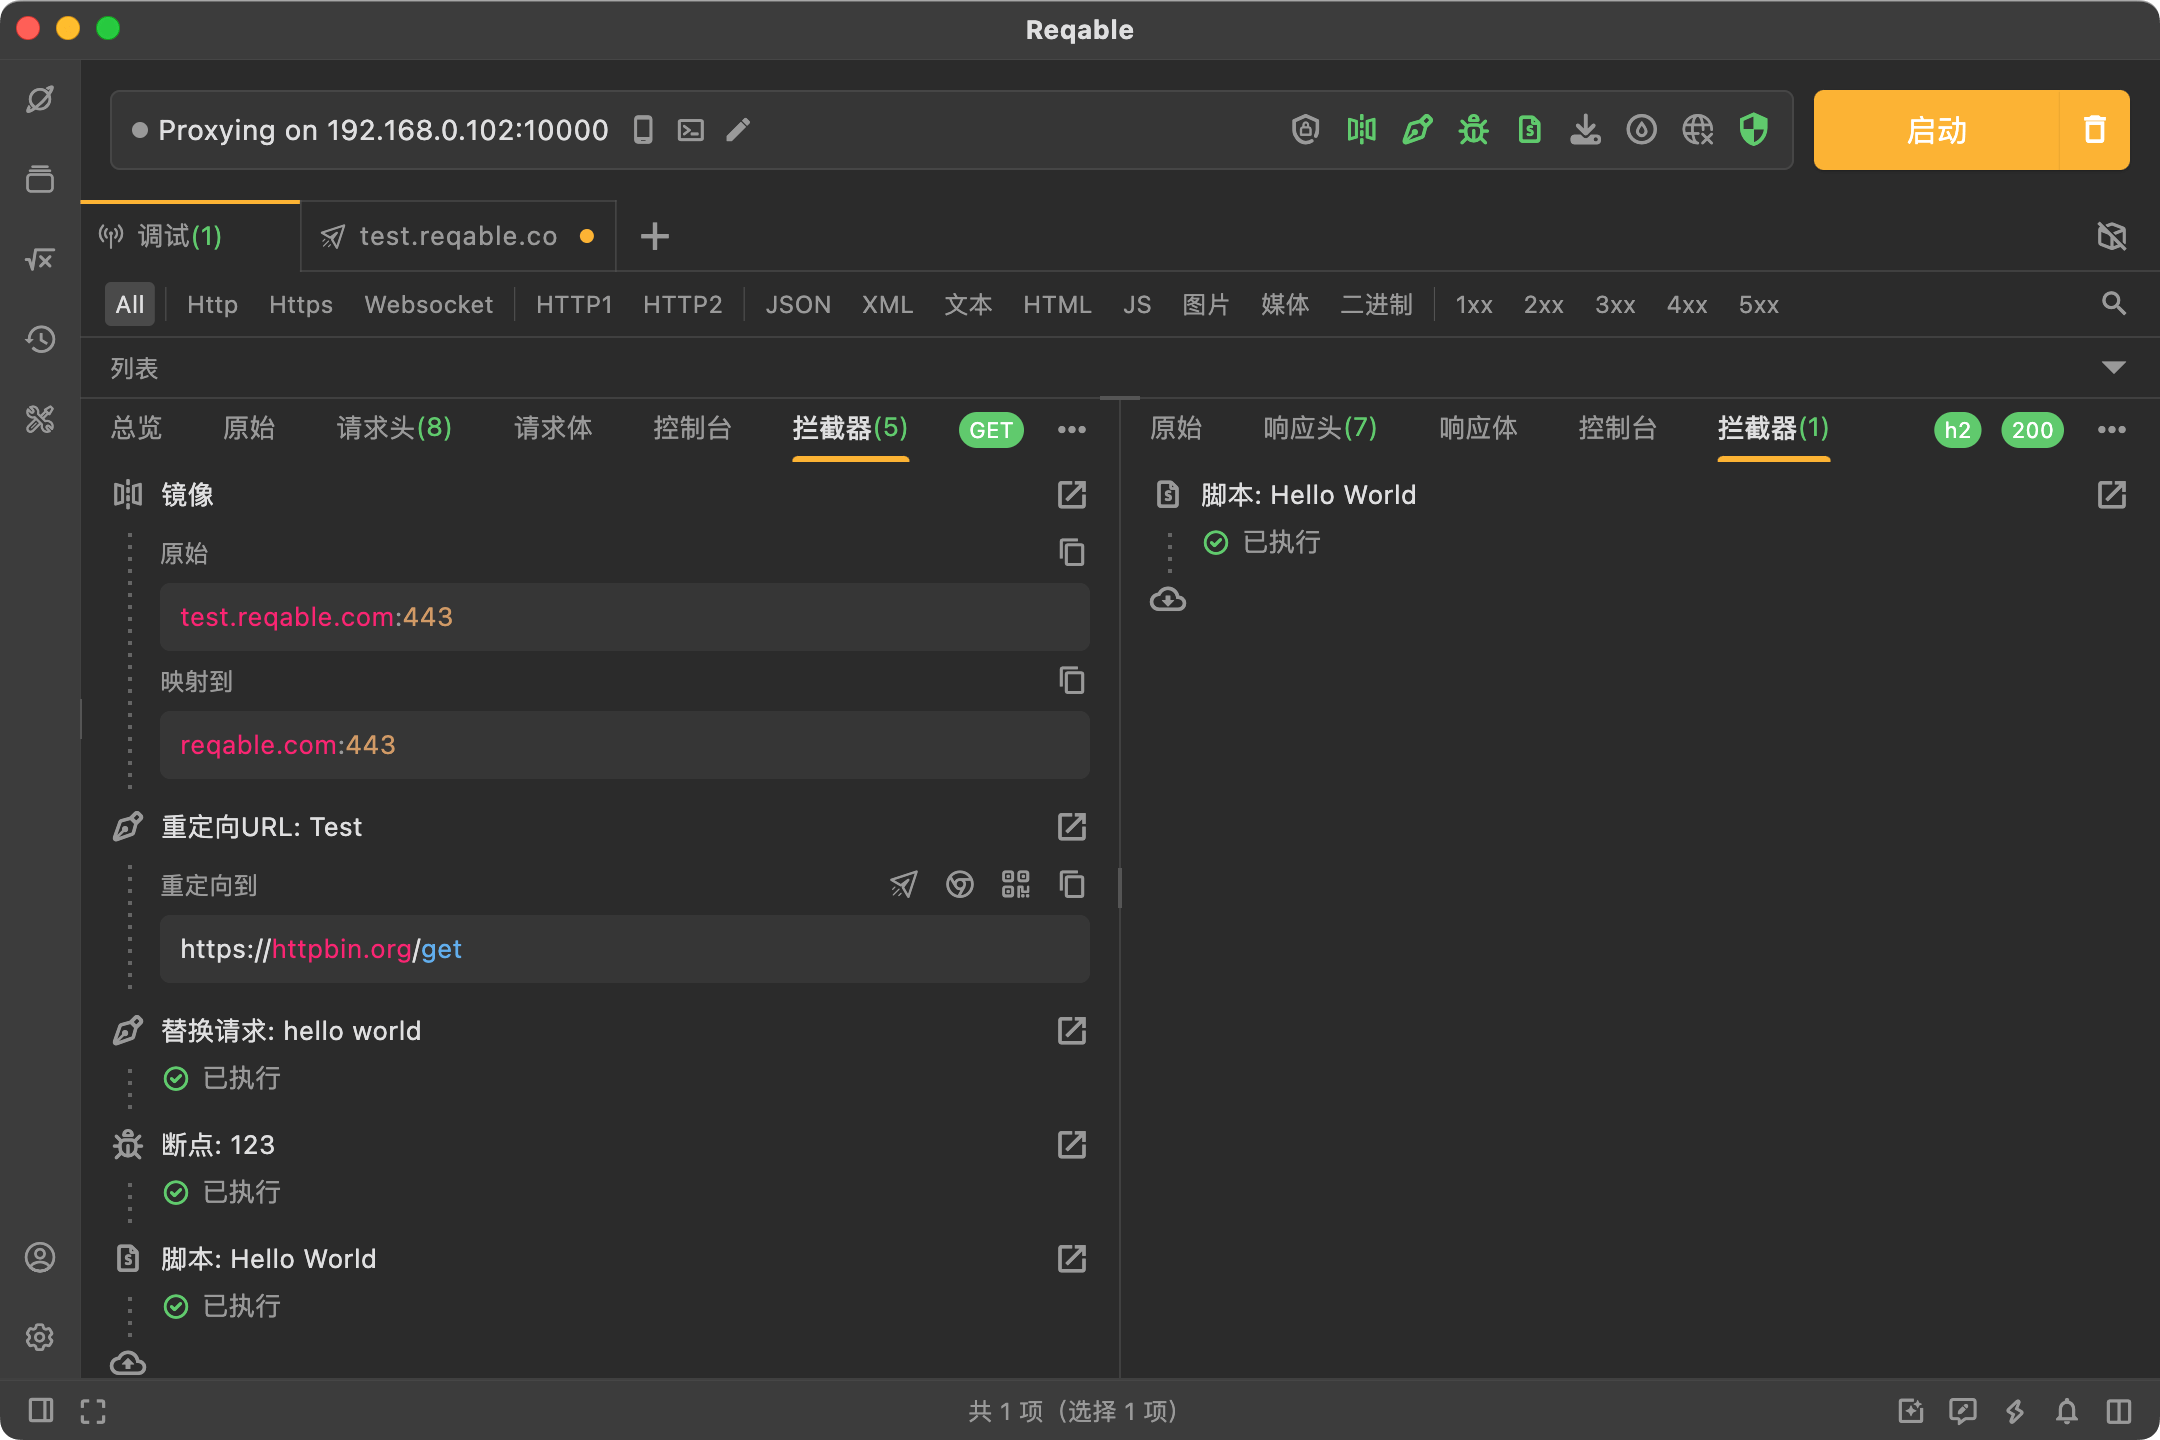 Reqable
Proxying on 192.168.0.102:10000
启动
调试(1)
test.reqable.co
All Http Https Websocket HTTP1 HTTP2 JSON XML 文本 HTML JS 图片 媒体 二进制 1xx 2xx 3xx 4xx 5xx
列表
总览 原始 请求头(8) 请求体 控制台 拦截器(5) GET
镜像
原始
test.reqable.com:443
映射到
reqable.com:443
重定向URL: Test
重定向到
https://httpbin.org/get
替换请求: hello world
已执行
断点: 123
已执行
脚本: Hello World
已执行
原始 响应头(7) 响应体 控制台 拦截器(1) h2 200
脚本: Hello World
已执行
共 1 项（选择 1 项）